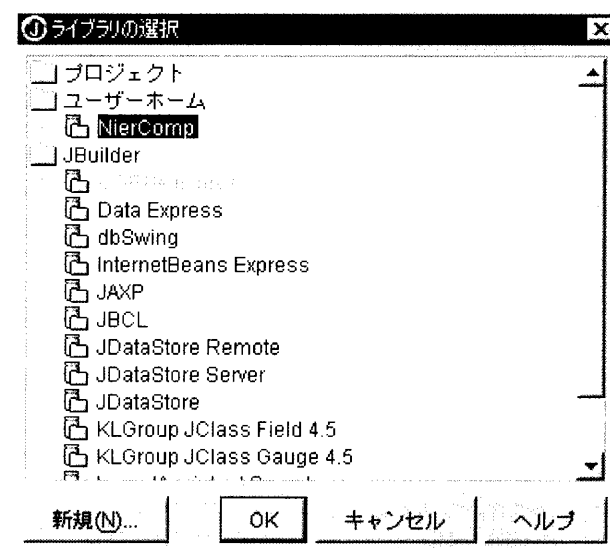 ライブラリの選択
プロジェクト
ユーザーホーム
NierComp
JBuilder
Data Express
dbSwing
InternetBeans Express
JAXP
JBCL
JDataStore Remote
JDataStore Server
JDataStore
KLGroup JClass Field 4.5
KLGroup JClass Gauge 4.5
新規(N)... OK キャンセル ヘルプ